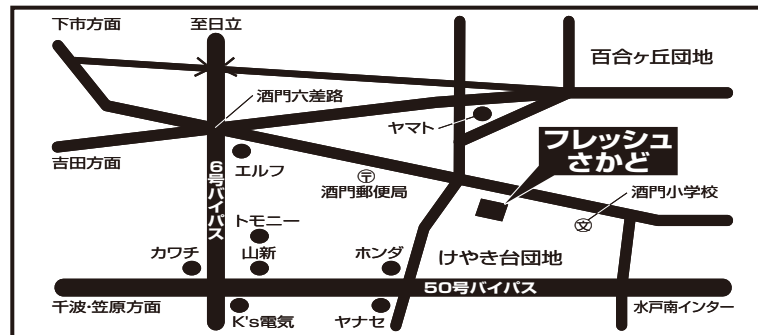 下市方面
至日立
百合ヶ丘団地
酒門六差路
ヤマト
フレッシュ
さかど
吉田方面
エルフ
〒
酒門郵便局
酒門小学校
文
6号バイパス
トモニー
カワチ
山新
ホンダ
けやき台団地
50号バイパス
千波・笠原方面
K's電気
ヤナセ
水戸南インター